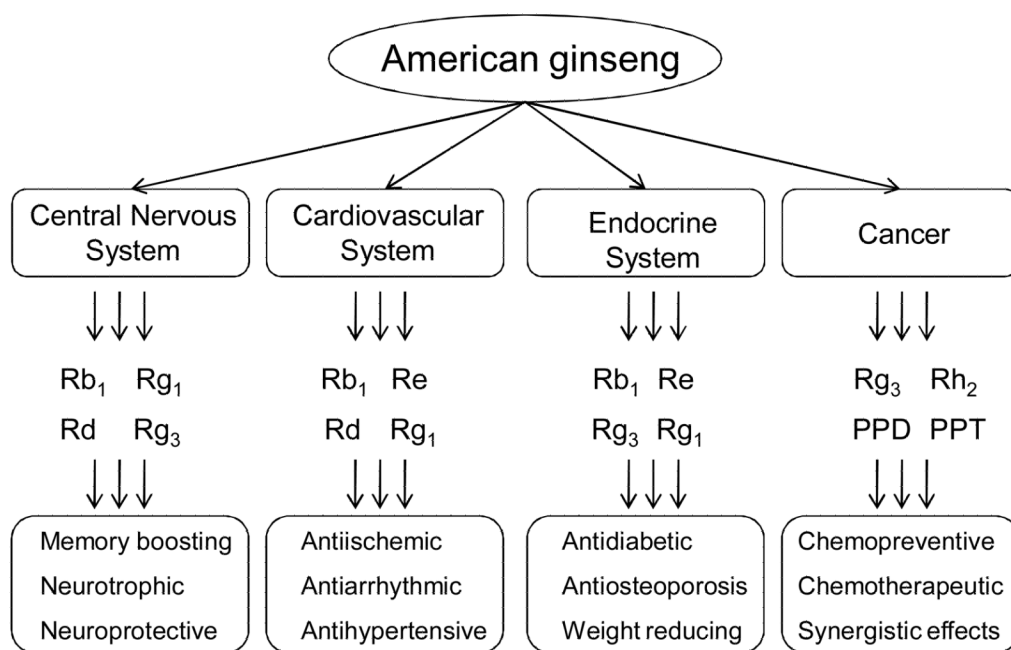 American ginseng
Central Nervous
System
Cardiovascular
System
Endocrine
System
Cancer
Rb₁ Rg₁
Rd Rg₃
Rb₁ Re
Rd Rg₁
Rb₁ Re
Rg₃ Rg₁
Rg₃ Rh₂
PPD PPT
Memory boosting
Neurotrophic
Neuroprotective
Antiischemic
Antiarrhythmic
Antihypertensive
Antidiabetic
Antiosteoporosis
Weight reducing
Chemopreventive
Chemotherapeutic
Synergistic effects